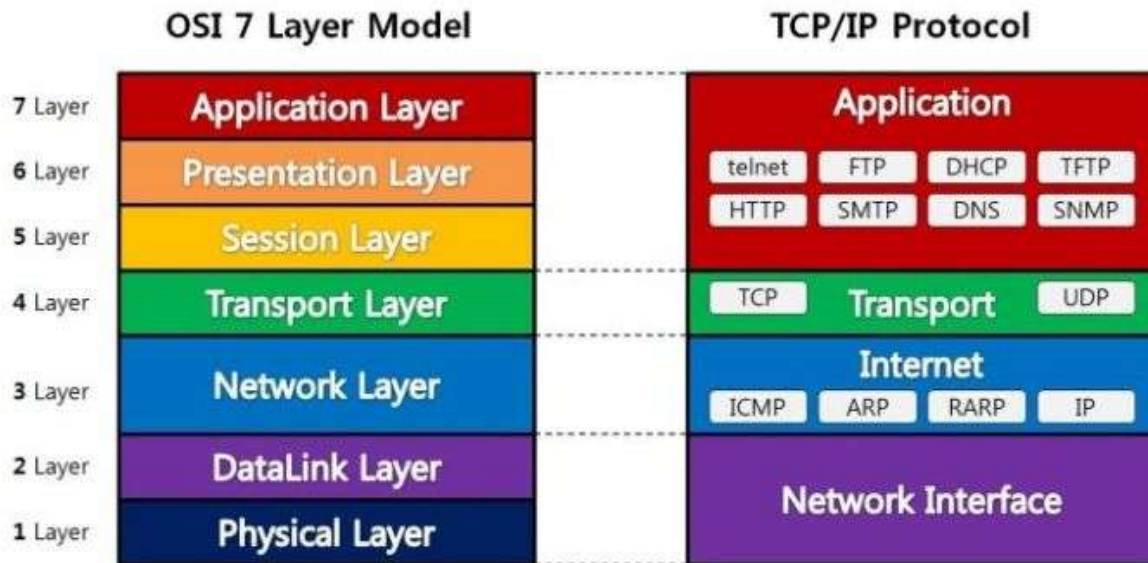 OSI 7 Layer Model
TCP/IP Protocol
7 Layer
Application Layer
6 Layer
Presentation Layer
5 Layer
Session Layer
4 Layer
Transport Layer
3 Layer
Network Layer
2 Layer
DataLink Layer
1 Layer
Physical Layer
Application
telnet FTP DHCP TFTP
HTTP SMTP DNS SNMP
TCP Transport UDP
Internet
ICMP ARP RARP IP
Network Interface